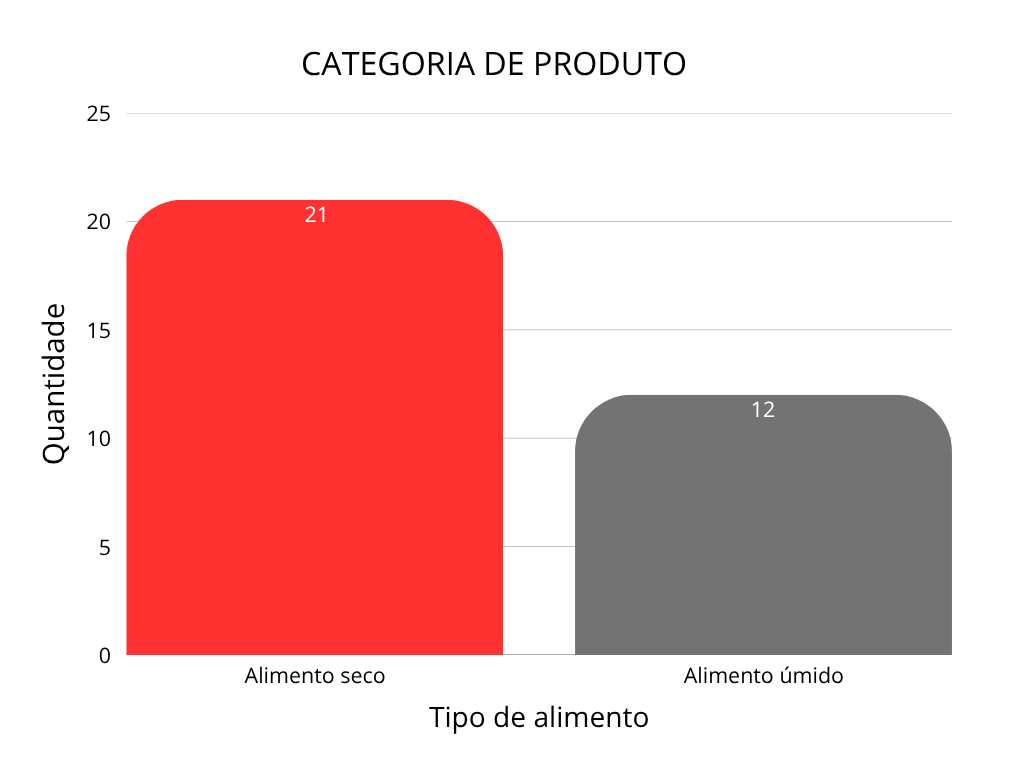 CATEGORIA DE PRODUTO
25
20
15
10
5
0
21
12
Quantidade
Alimento seco
Alimento úmido
Tipo de alimento